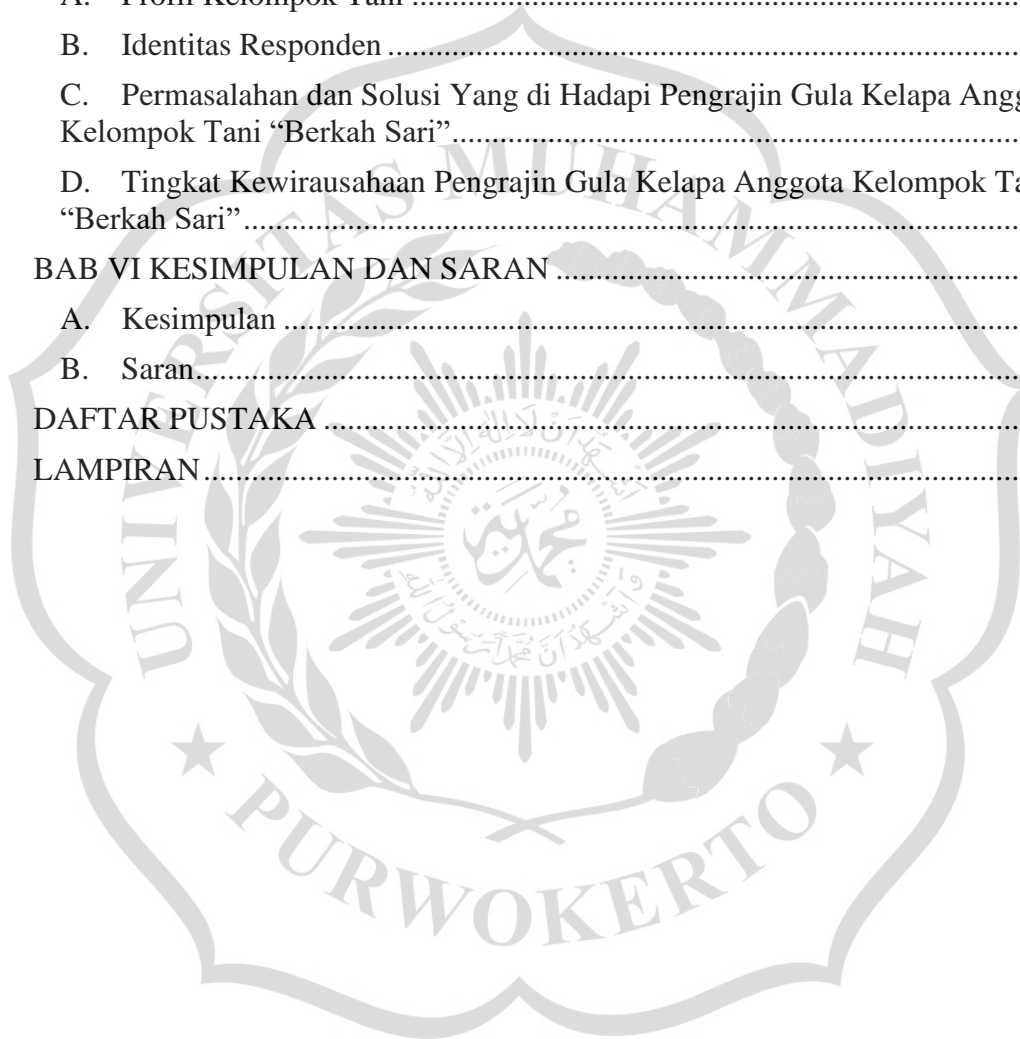 A. Profil Kelompok Tani ........................................................................
B. Identitas Responden ........................................................................
C. Permasalahan dan Solusi Yang di Hadapi Pengrajin Gula Kelapa
Kelompok Tani “Berkah Sari”........................................................................
D. Tingkat Kewirausahaan Pengrajin Gula Kelapa Anggota Kelompok
“Berkah Sari” ........................................................................
BAB VI KESIMPULAN DAN SARAN ........................................................................
A. Kesimpulan ........................................................................
B. Saran........................................................................
DAFTAR PUSTAKA ........................................................................
LAMPIRAN........................................................................
UNIVERSITAS MUHAMMADIYAH
PURWOKERTO